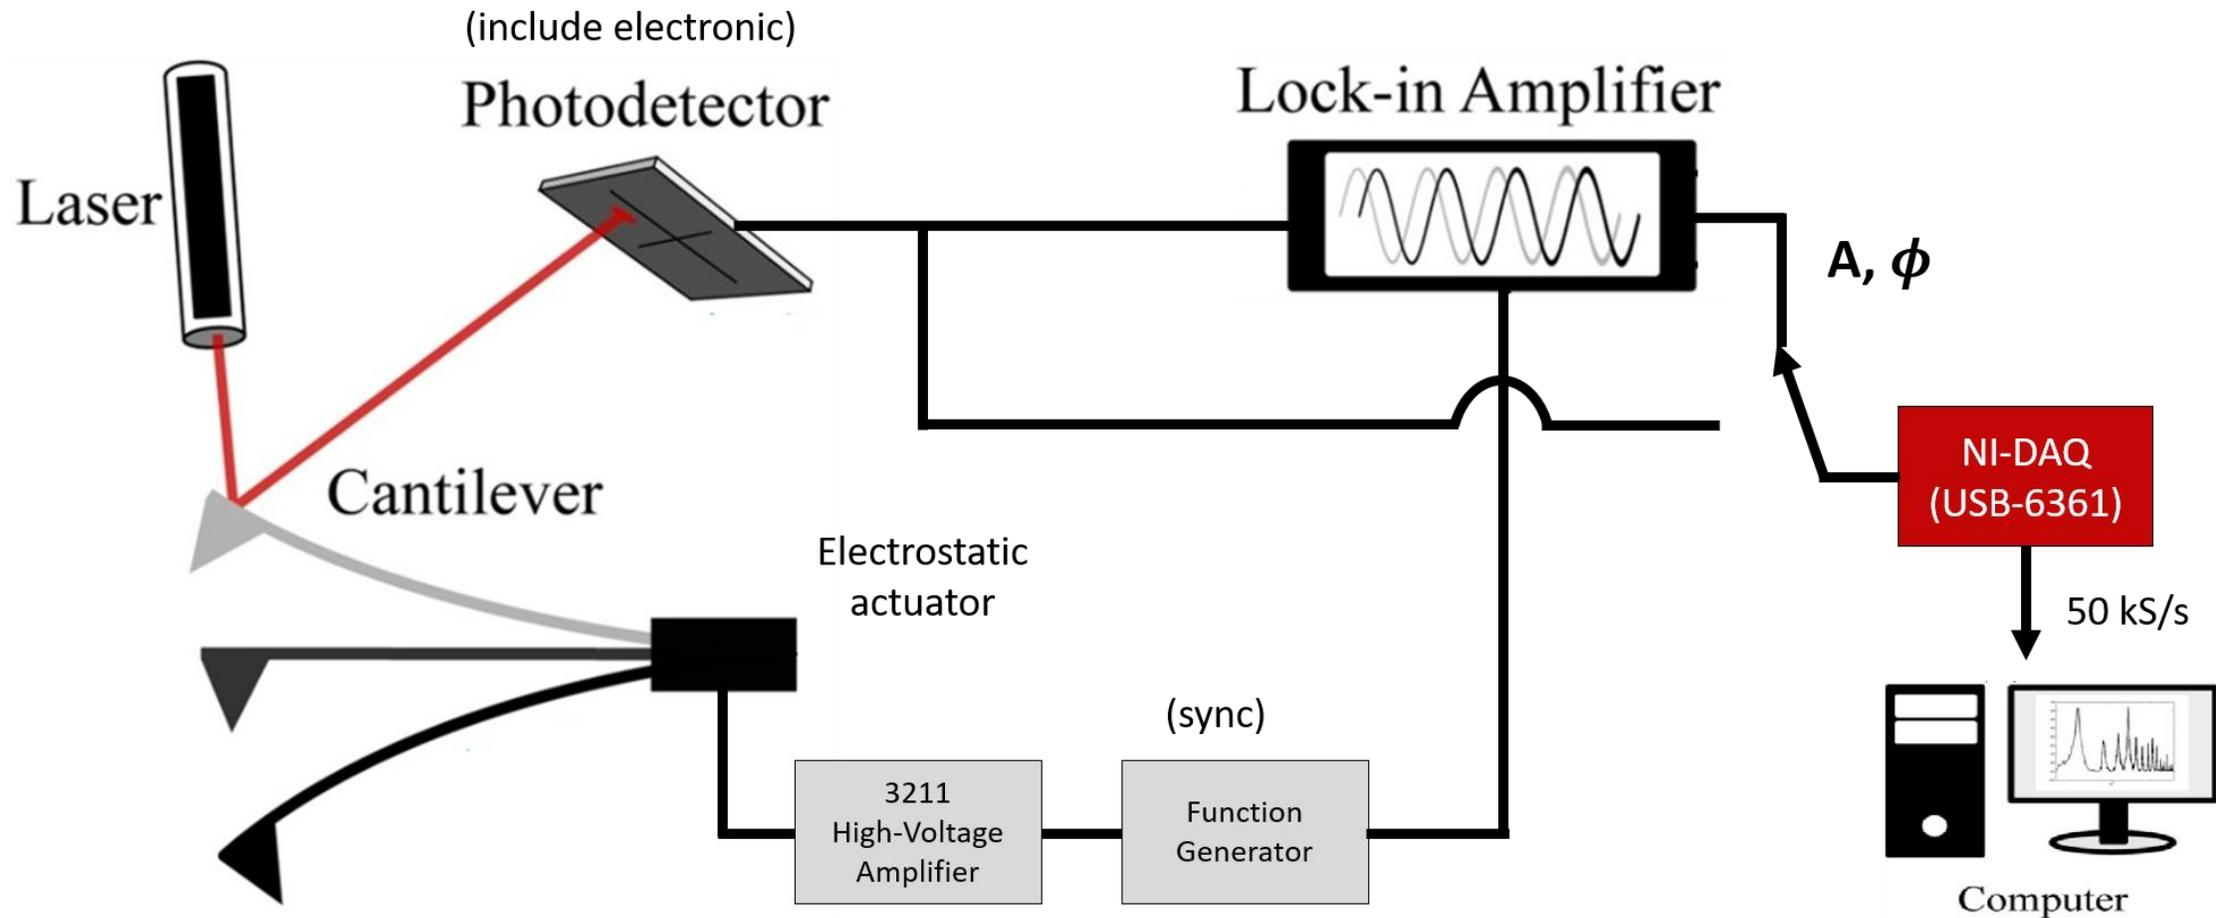 (include electronic)
Photodetector
Lock-in Amplifier
Laser
A, ϕ
Cantilever
NI-DAQ
(USB-6361)
Electrostatic
actuator
50 kS/s
(sync)
3211
High-Voltage
Amplifier
Function
Generator
Computer